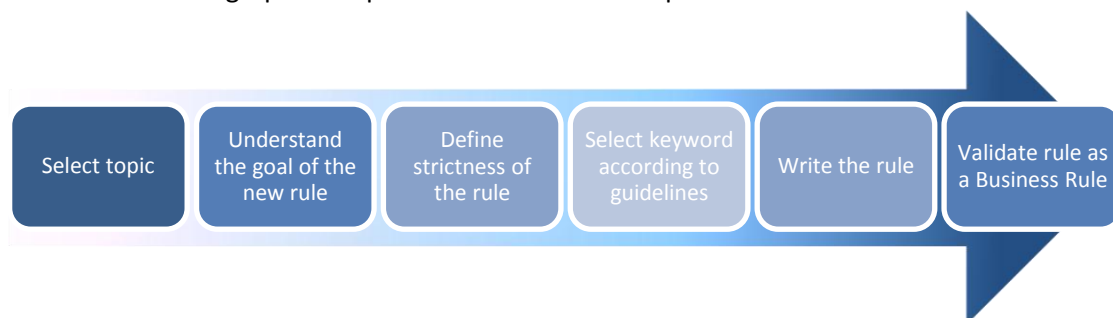 Select topic
Understand
the goal of the
new rule
Define
strictness of
the rule
Select keyword
according to
guidelines
Write the rule
Validate rule as
a Business Rule